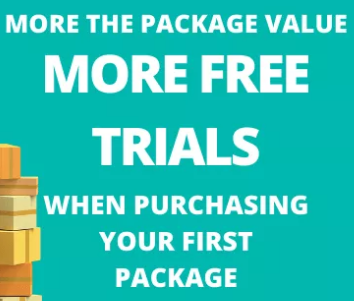 MORE THE PACKAGE VALUE
MORE FREE
TRIALS
WHEN PURCHASING
YOUR FIRST
PACKAGE